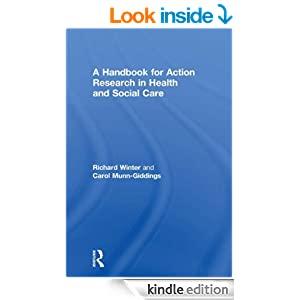 Look inside
A Handbook for Action
Research in Health
and Social Care
Richard Winter and
Carol Munn-Giddings
kindle edition